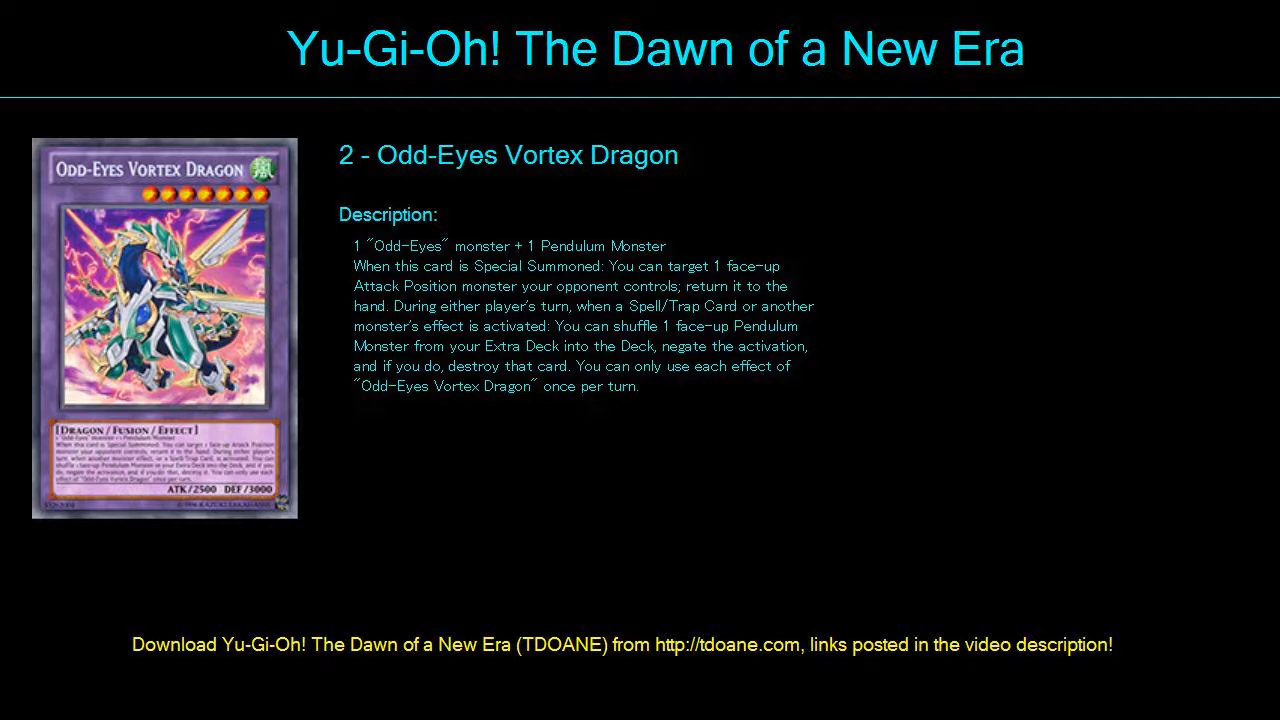 Yu-Gi-Oh! The Dawn of a New Era
ODD-EYES VORTEX DRAGON
2 - Odd-Eyes Vortex Dragon
Description:
1 "Odd-Eyes" monster + 1 Pendulum Monster
When this card is Special Summoned: You can target 1 face-up
Attack Position monster your opponent controls; return it to the
hand. During either player's turn, when a Spell/Trap Card or another
monster's effect is activated: You can shuffle 1 face-up Pendulum
Monster from your Extra Deck into the Deck, negate the activation,
and if you do, destroy that card. You can only use each effect of
"Odd-Eyes Vortex Dragon" once per turn.
[DRAGON / FUSION / EFFECT]
ATK/2500 DEF/3000
Download Yu-Gi-Oh! The Dawn of a New Era (TDOANE) from http://tdoane.com, links posted in the video description!